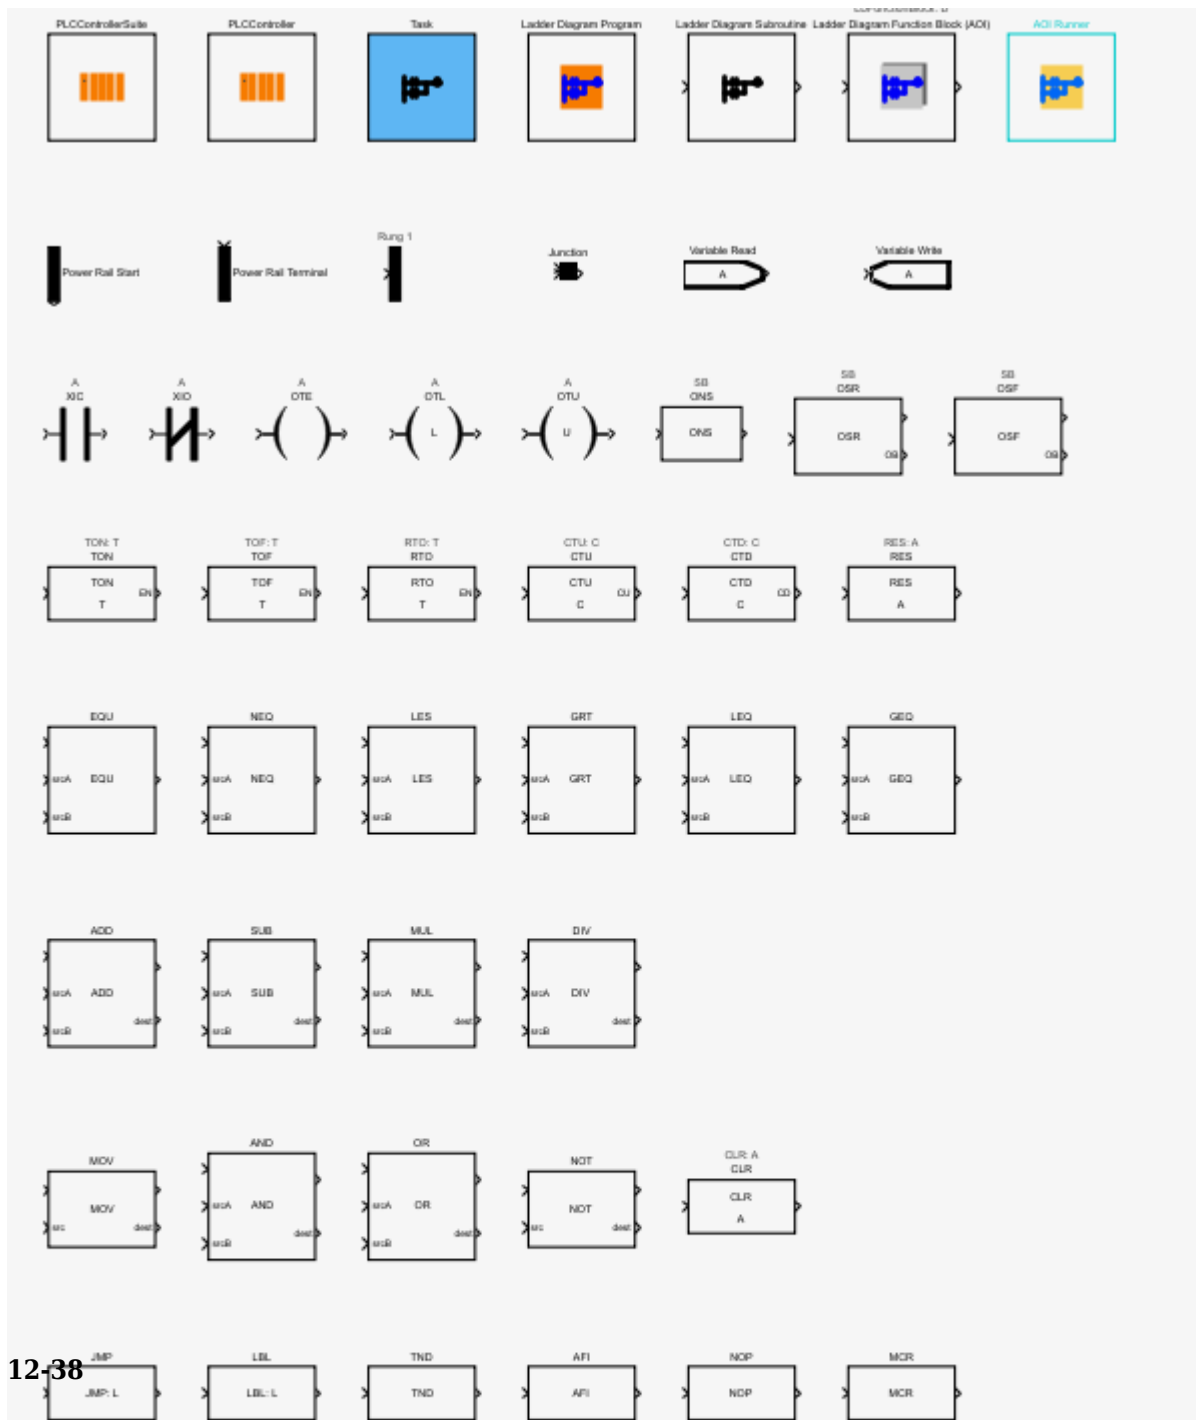 LDFunctionBlock: B
PLCControllerSuite PLCController Task Ladder Diagram Program Ladder Diagram Subroutine Ladder Diagram Function Block (AOI) AOI Runner
Rung 1
Junction Variable Read Variable Write
Power Rail Start Power Rail Terminal A A
A A A A A SB SB SB
XIC XIO OTE OTL OTU ONS OSR OSF
L U ONS OSR OSF
OB OB
TON: T TOF: T RTO: T CTU: C CTD: C RES: A
TON TOF RTO CTU CTD RES
TON TOF RTO CTU CTD RES
EN EN EN CU CD
T T T C C A
EQU NEQ LES GRT LEQ GEQ
srcA EQU srcA NEQ srcA LES srcA GRT srcA LEQ srcA GEQ
srcB srcB srcB srcB srcB srcB
ADD SUB MUL DIV
srcA ADD srcA SUB srcA MUL srcA DIV
dest dest dest dest
srcB srcB srcB srcB
AND OR
MOV NOT CLR: A
CLR
MOV srcA AND srcA OR NOT CLR
A
src dest dest dest src dest
srcB srcB
JMP LBL TND AFI NOP MCR
12-38
JMP: L LBL: L TND AFI NOP MCR